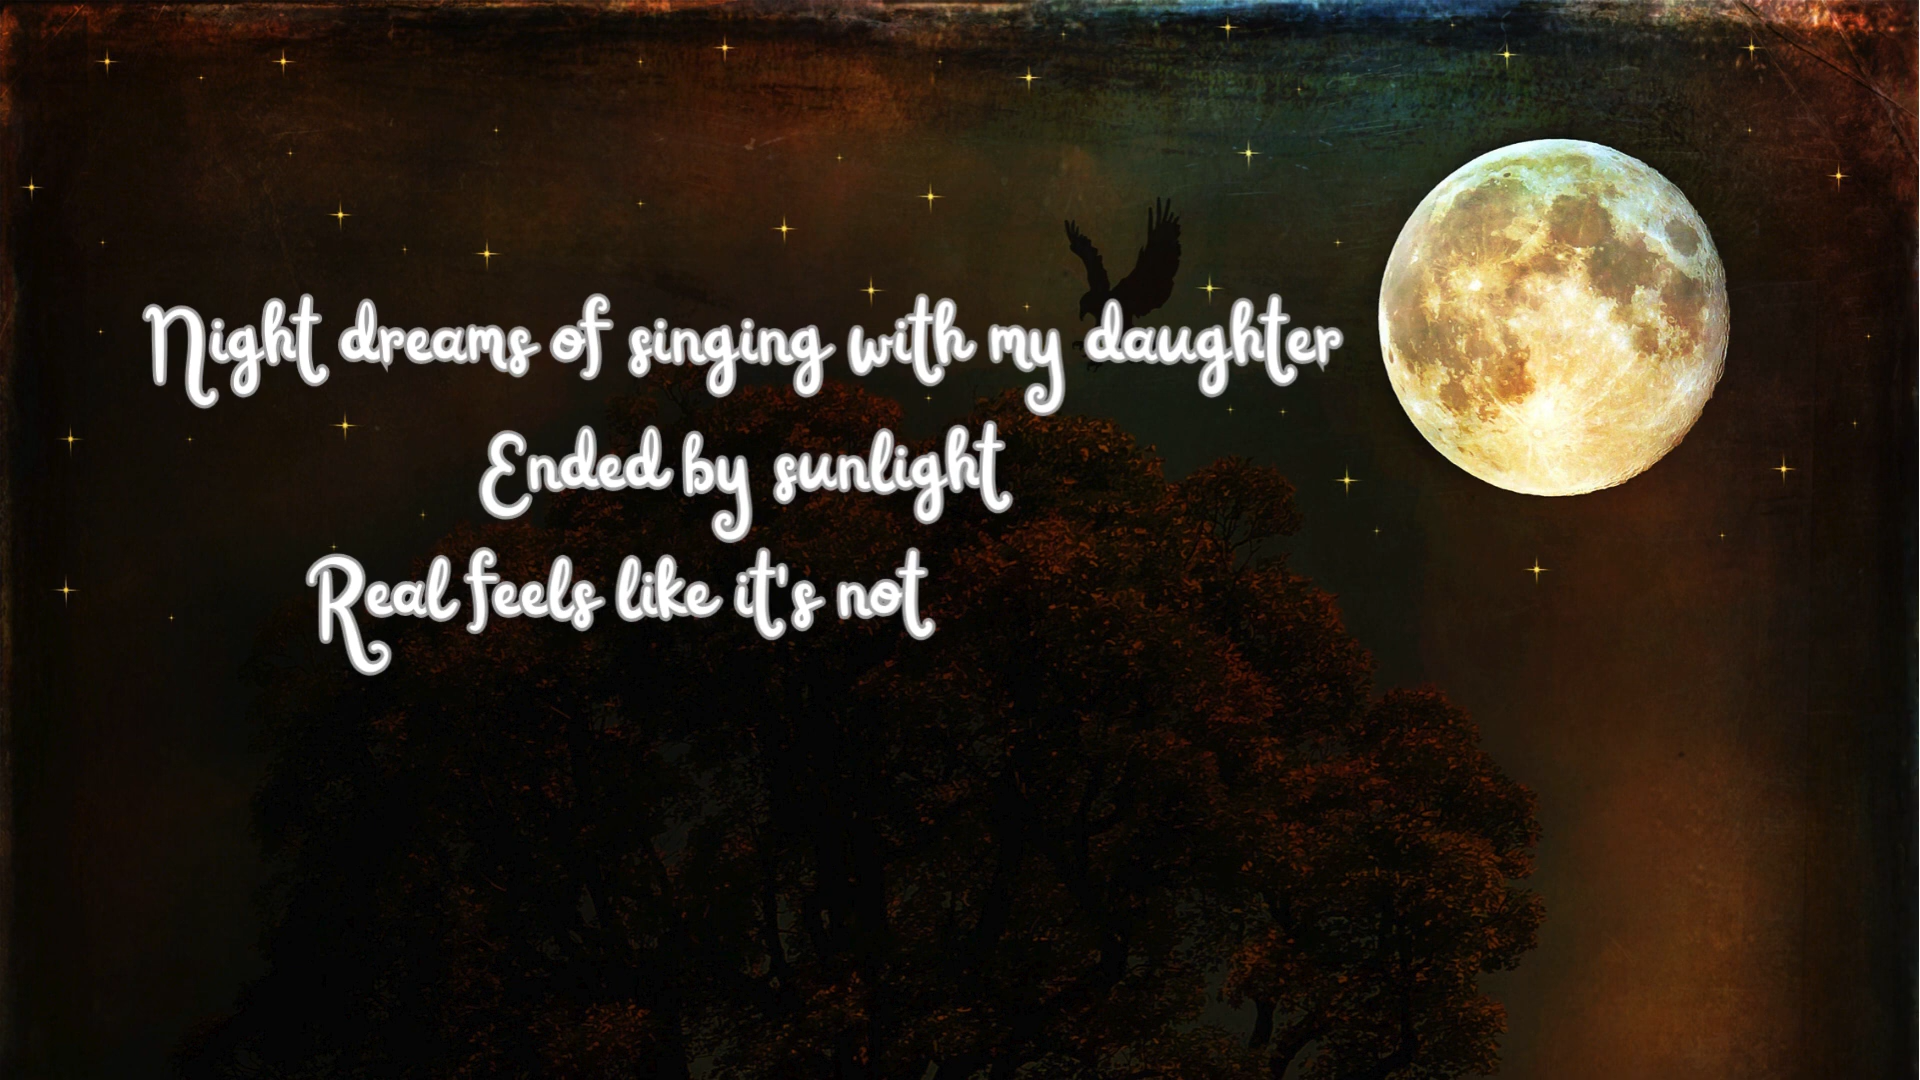 Night dreams of singing with my daughter
Ended by sunlight
Real feels like it's not